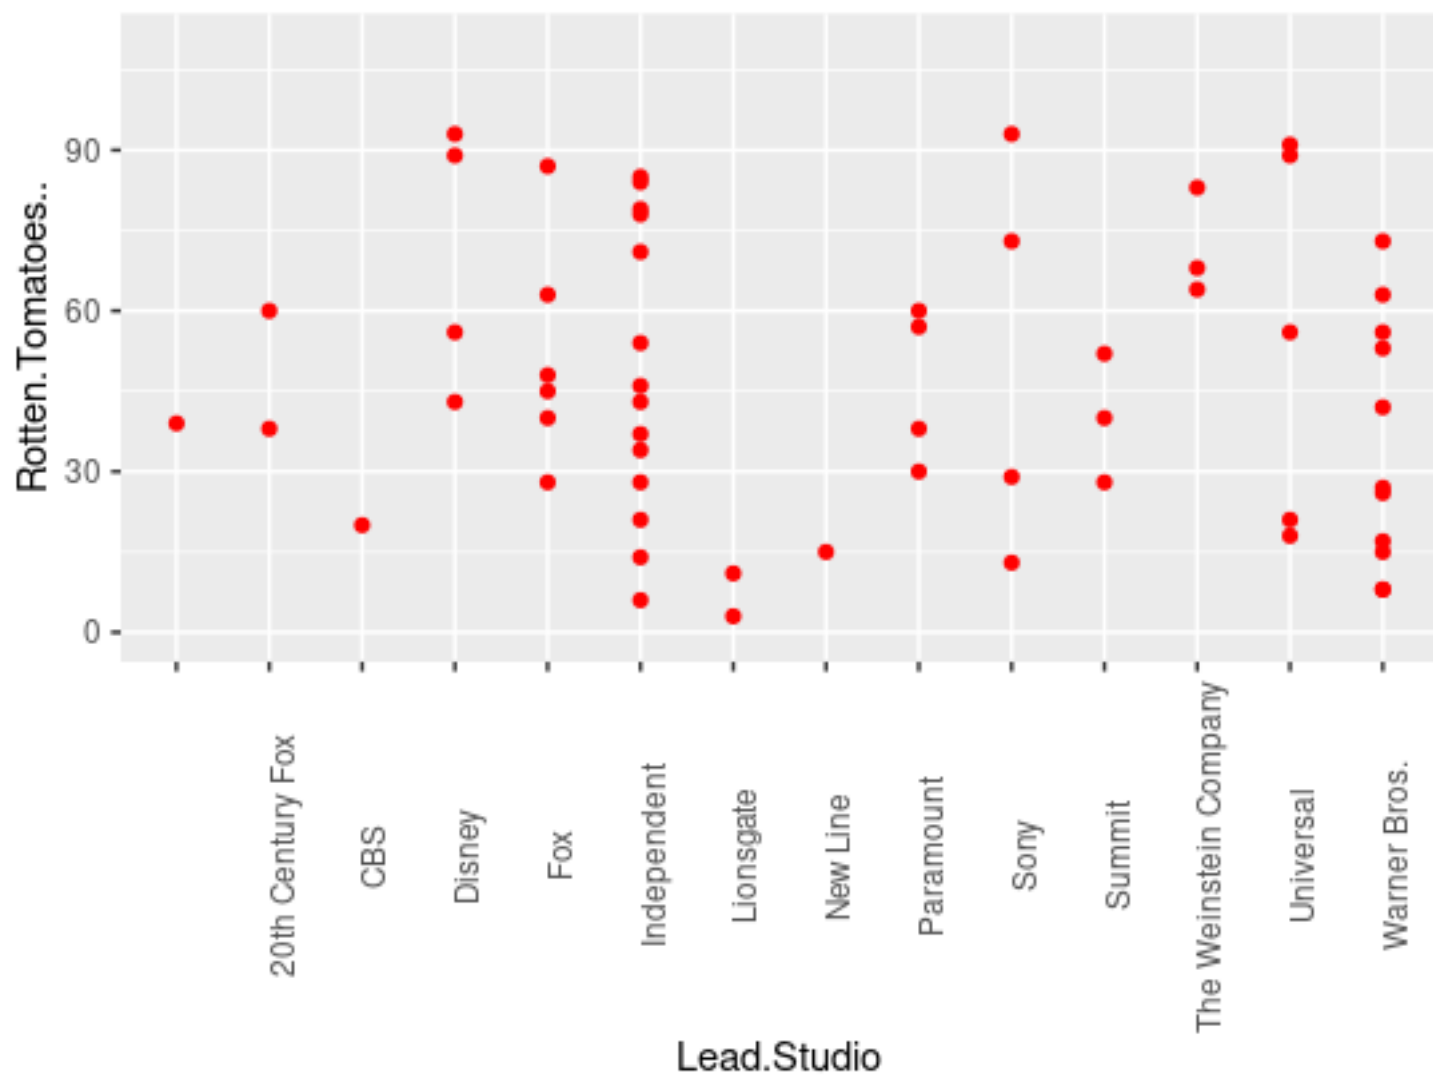 Rotten.Tomatoes..
90
60
30
0
20th Century Fox
CBS
Disney
Fox
Independent
Lionsgate
New Line
Paramount
Sony
Summit
The Weinstein Company
Universal
Warner Bros.
Lead.Studio